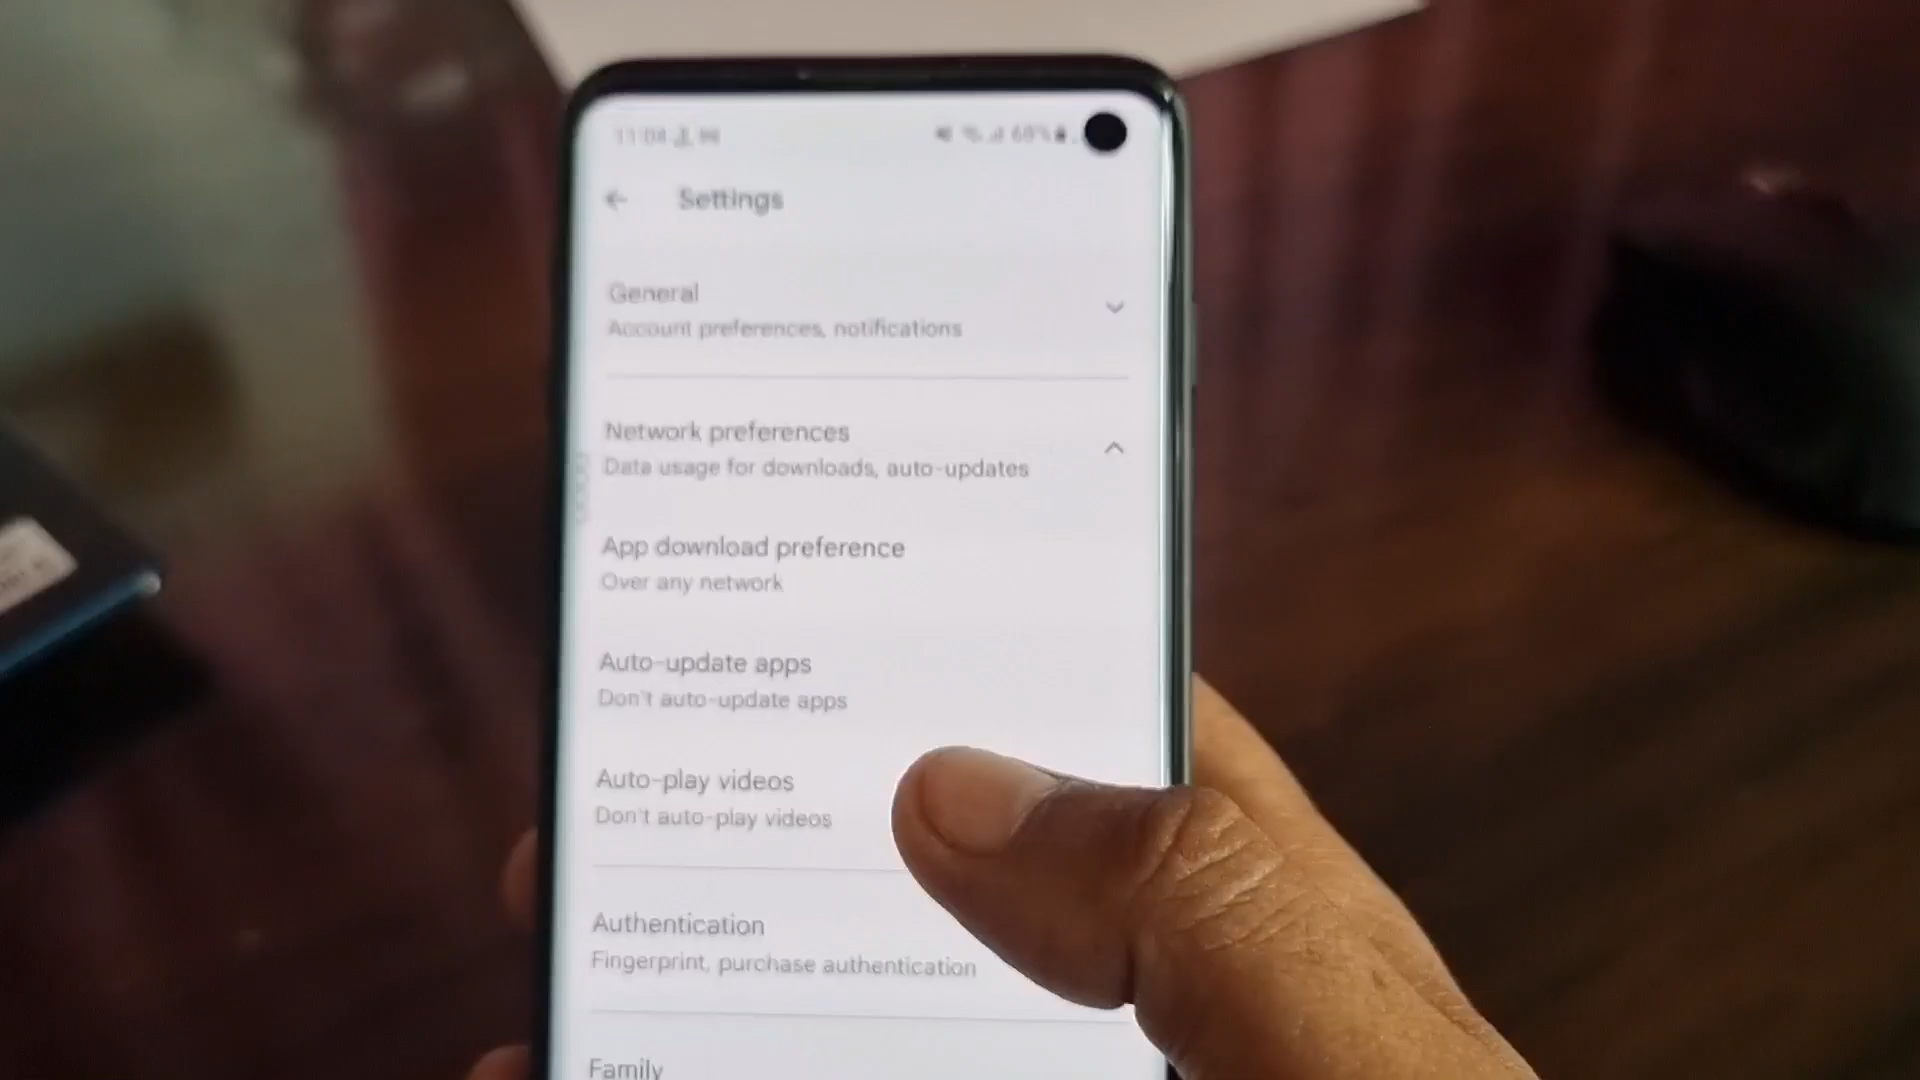 11:04
Settings
General
Account preferences, notifications
Network preferences
Data usage for downloads, auto-updates
App download preference
Over any network
Auto-update apps
Don't auto-update apps
Auto-play videos
Don't auto-play videos
Authentication
Fingerprint, purchase authentication
Family